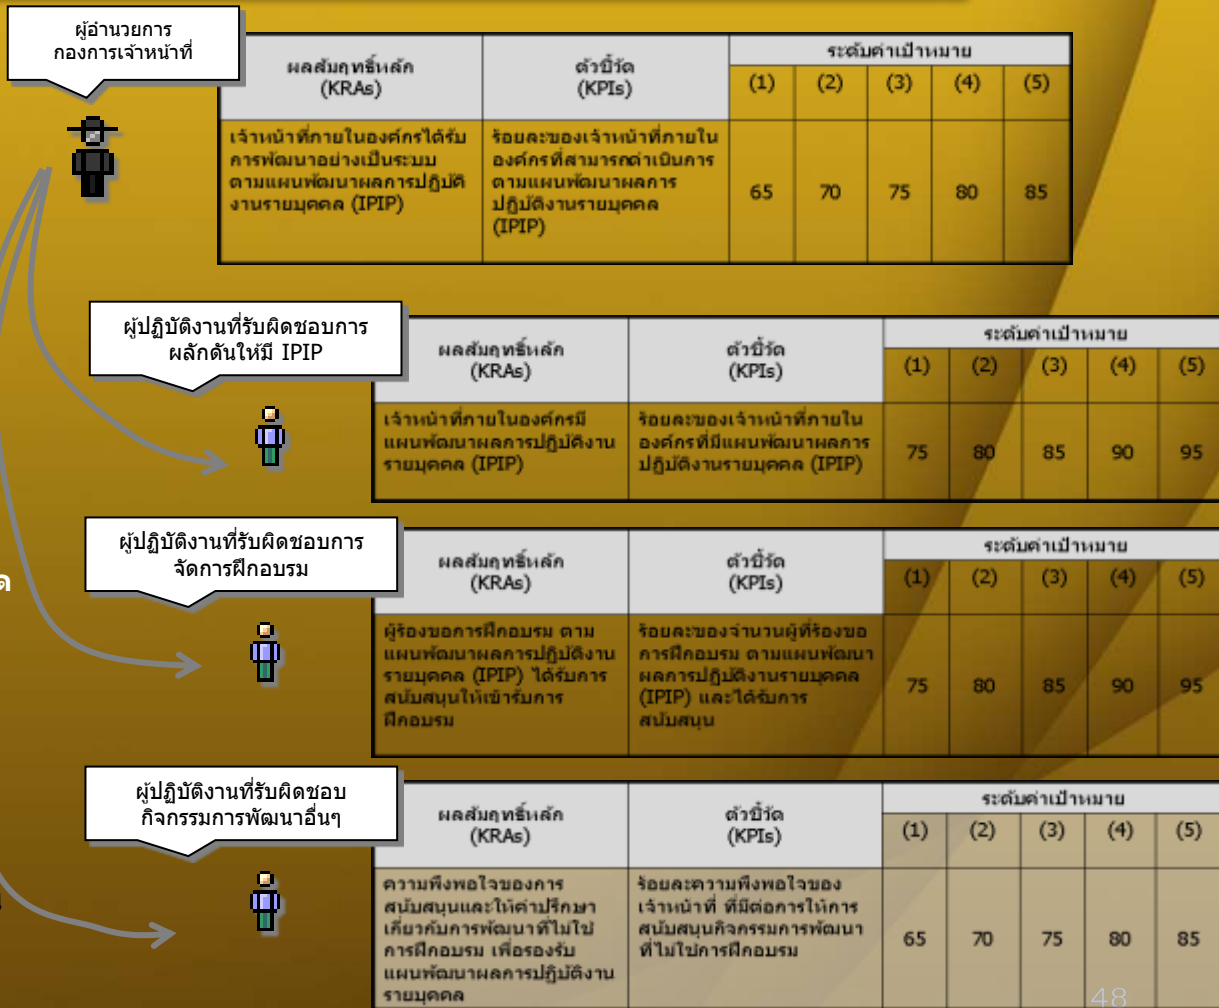 ผู้อำนวยการ
กองการเจ้าหน้าที่
ผลสัมฤทธิ์หลัก
(KRAs)
ตัวชี้วัด
(KPIs)
ระดับค่าเป้าหมาย
(1) (2) (3) (4) (5)
เจ้าหน้าที่ภายในองค์กรได้รับ
การพัฒนาอย่างเป็นระบบ
ตามแผนพัฒนาผลการปฏิบัติ
งานรายบุคคล (IPIP)
ร้อยละของเจ้าหน้าที่ภายใน
องค์กรที่สามารถดำเนินการ
ตามแผนพัฒนาผลการ
ปฏิบัติงานรายบุคคล
(IPIP)
65 70 75 80 85
ผู้ปฏิบัติงานที่รับผิดชอบการ
ผลักดันให้มี IPIP
ผลสัมฤทธิ์หลัก
(KRAs)
ตัวชี้วัด
(KPIs)
ระดับค่าเป้าหมาย
(1) (2) (3) (4) (5)
เจ้าหน้าที่ภายในองค์กรมี
แผนพัฒนาผลการปฏิบัติงาน
รายบุคคล (IPIP)
ร้อยละของเจ้าหน้าที่ภายใน
องค์กรที่มีแผนพัฒนาผลการ
ปฏิบัติงานรายบุคคล (IPIP)
75 80 85 90 95
ผู้ปฏิบัติงานที่รับผิดชอบการ
จัดการฝึกอบรม
ผลสัมฤทธิ์หลัก
(KRAs)
ตัวชี้วัด
(KPIs)
ระดับค่าเป้าหมาย
(1) (2) (3) (4) (5)
ผู้ร้องขอการฝึกอบรม ตาม
แผนพัฒนาผลการปฏิบัติงาน
รายบุคคล (IPIP) ได้รับการ
สนับสนุนให้เข้ารับการ
ฝึกอบรม
ร้อยละของจำนวนผู้ที่ร้องขอ
การฝึกอบรม ตามแผนพัฒนา
ผลการปฏิบัติงานรายบุคคล
(IPIP) และได้รับการ
สนับสนุน
75 80 85 90 95
ผู้ปฏิบัติงานที่รับผิดชอบ
กิจกรรมการพัฒนาอื่นๆ
ผลสัมฤทธิ์หลัก
(KRAs)
ตัวชี้วัด
(KPIs)
ระดับค่าเป้าหมาย
(1) (2) (3) (4) (5)
ความพึงพอใจของการ
สนับสนุนและให้คำปรึกษา
เกี่ยวกับการพัฒนาที่ไม่ใช่
การฝึกอบรม เพื่อรองรับ
แผนพัฒนาผลการปฏิบัติงาน
รายบุคคล
ร้อยละความพึงพอใจของ
เจ้าหน้าที่ ที่มีต่อการให้การ
สนับสนุนกิจกรรมการพัฒนา
ที่ไม่ใช่การฝึกอบรม
65 70 75 80 85
48